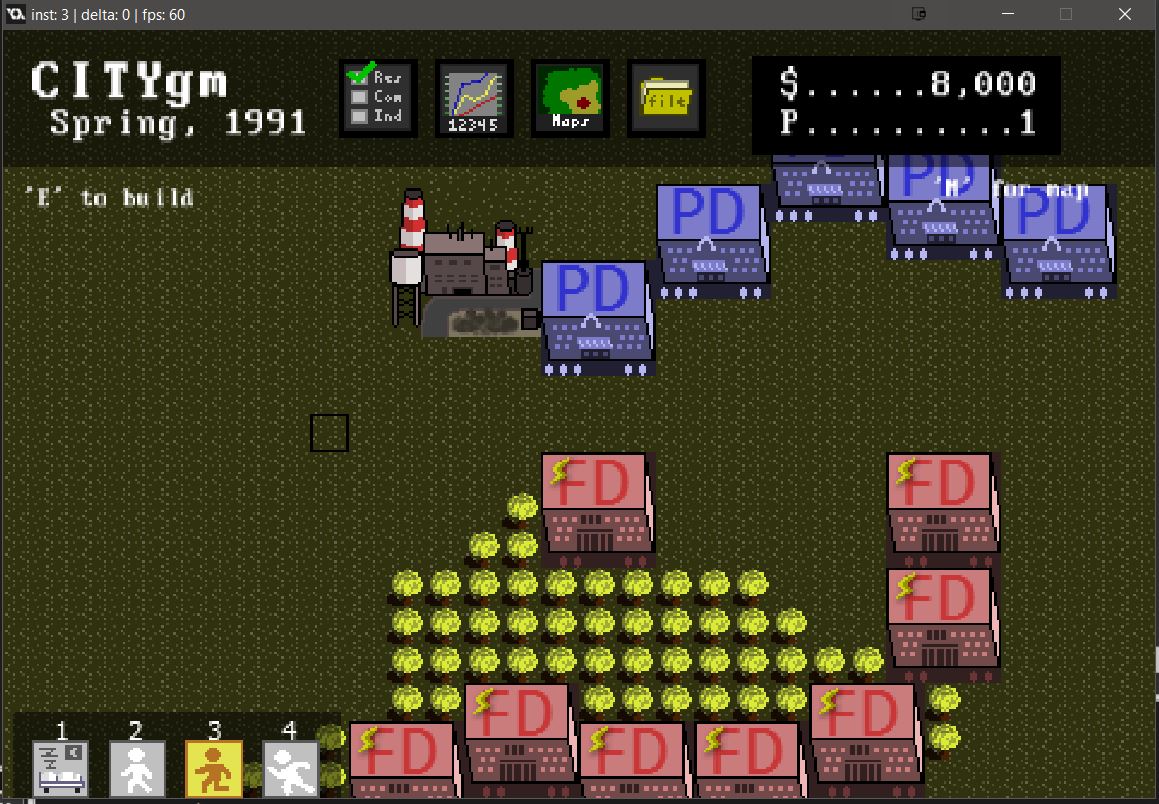 inst: 3 | delta: 0 | fps: 60
CITYgm
Spring, 1991
Res
Com
Ind
12345
Maps
file
$......8,000
P..........1
'E' to build
'M' for map
PD
PD
PD
PD
PD
FD
FD
FD
FD
FD
FD
FD
FD
1 2 3 4